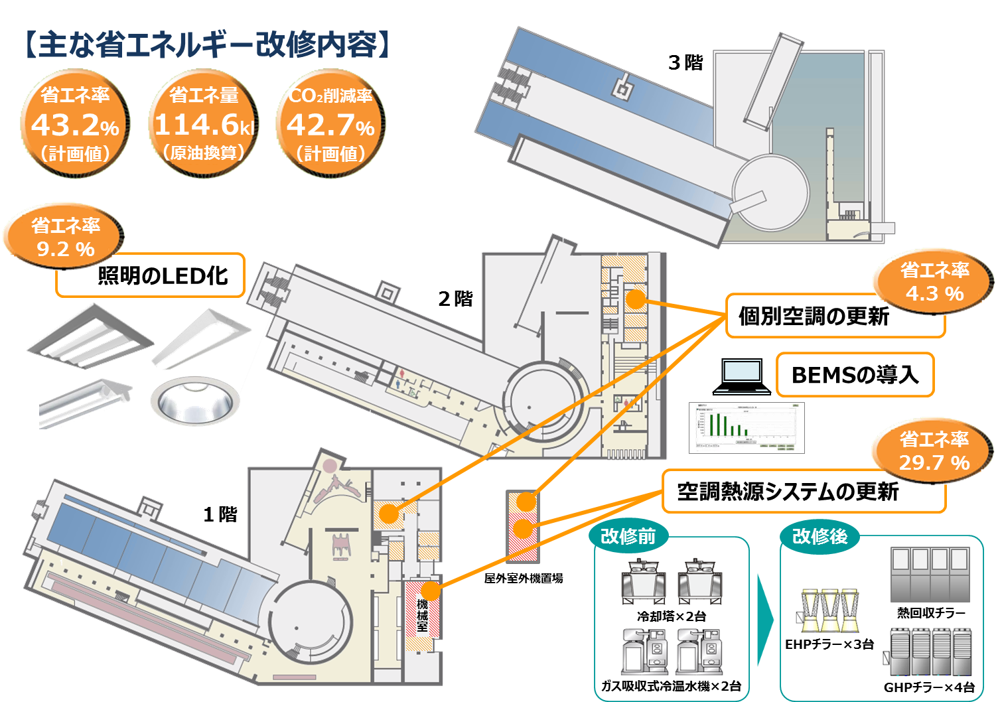 【主な省エネルギー改修内容】
省エネ率
43.2%
（計画値）
省エネ量
114.6kl
（原油換算）
CO₂削減率
42.7%
（計画値）
３階
省エネ率
9.2 %
照明のLED化
２階
省エネ率
4.3 %
個別空調の更新
BEMSの導入
省エネ率
29.7 %
空調熱源システムの更新
１階
屋外室外機置場
機械室
改修前
冷却塔×2台
ガス吸収式冷温水機×2台
改修後
熱回収チラー
EHPチラー×3台
GHPチラー×4台